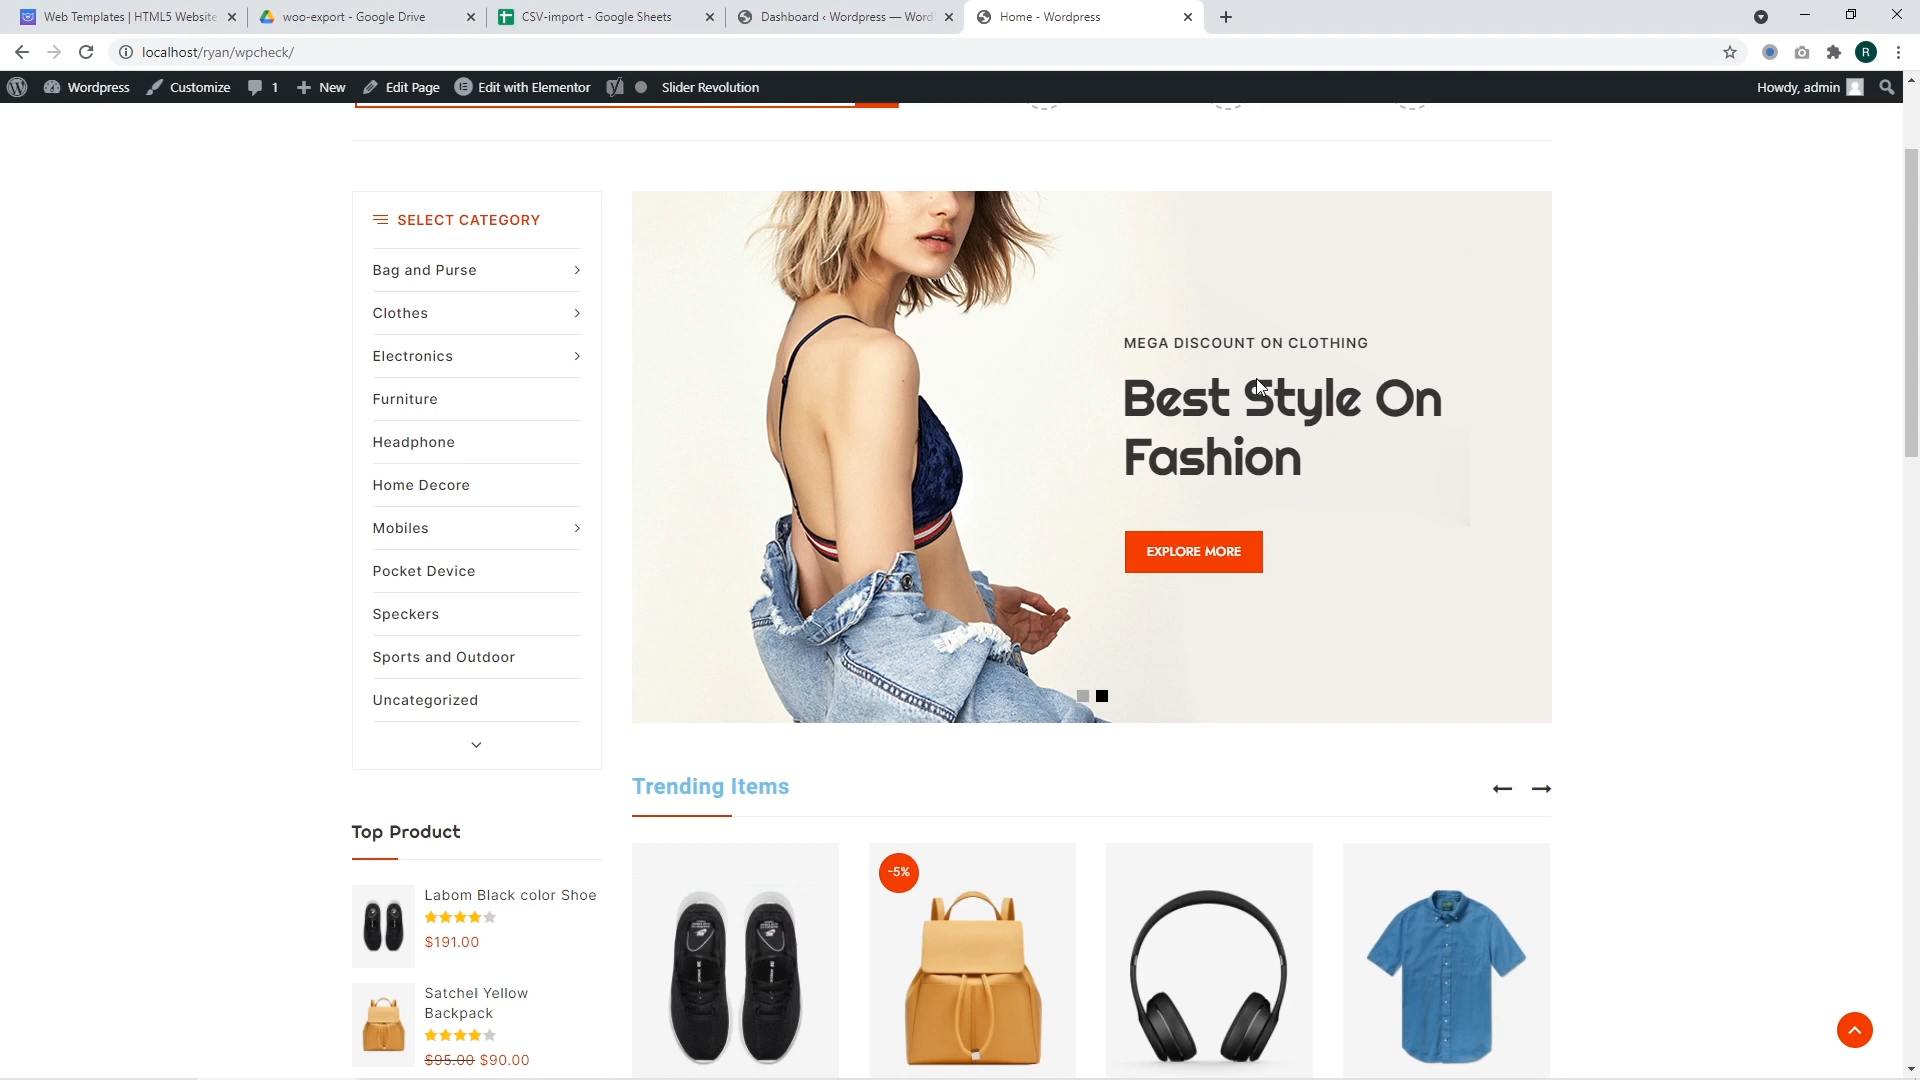 Web Templates | HTML5 Website
woo-export - Google Drive
CSV-import - Google Sheets
Dashboard ‹ Wordpress — Word
Home - Wordpress
localhost/ryan/wpcheck/
R
Wordpress
Customize
1
New
Edit Page
Edit with Elementor
Slider Revolution
Howdy, admin
SELECT CATEGORY
Bag and Purse
Clothes
Electronics
Furniture
Headphone
Home Decore
Mobiles
Pocket Device
Speckers
Sports and Outdoor
Uncategorized
MEGA DISCOUNT ON CLOTHING
Best Style On
Fashion
EXPLORE MORE
Trending Items
Top Product
Labom Black color Shoe
$191.00
Satchel Yellow
Backpack
$95.00 $90.00
-5%